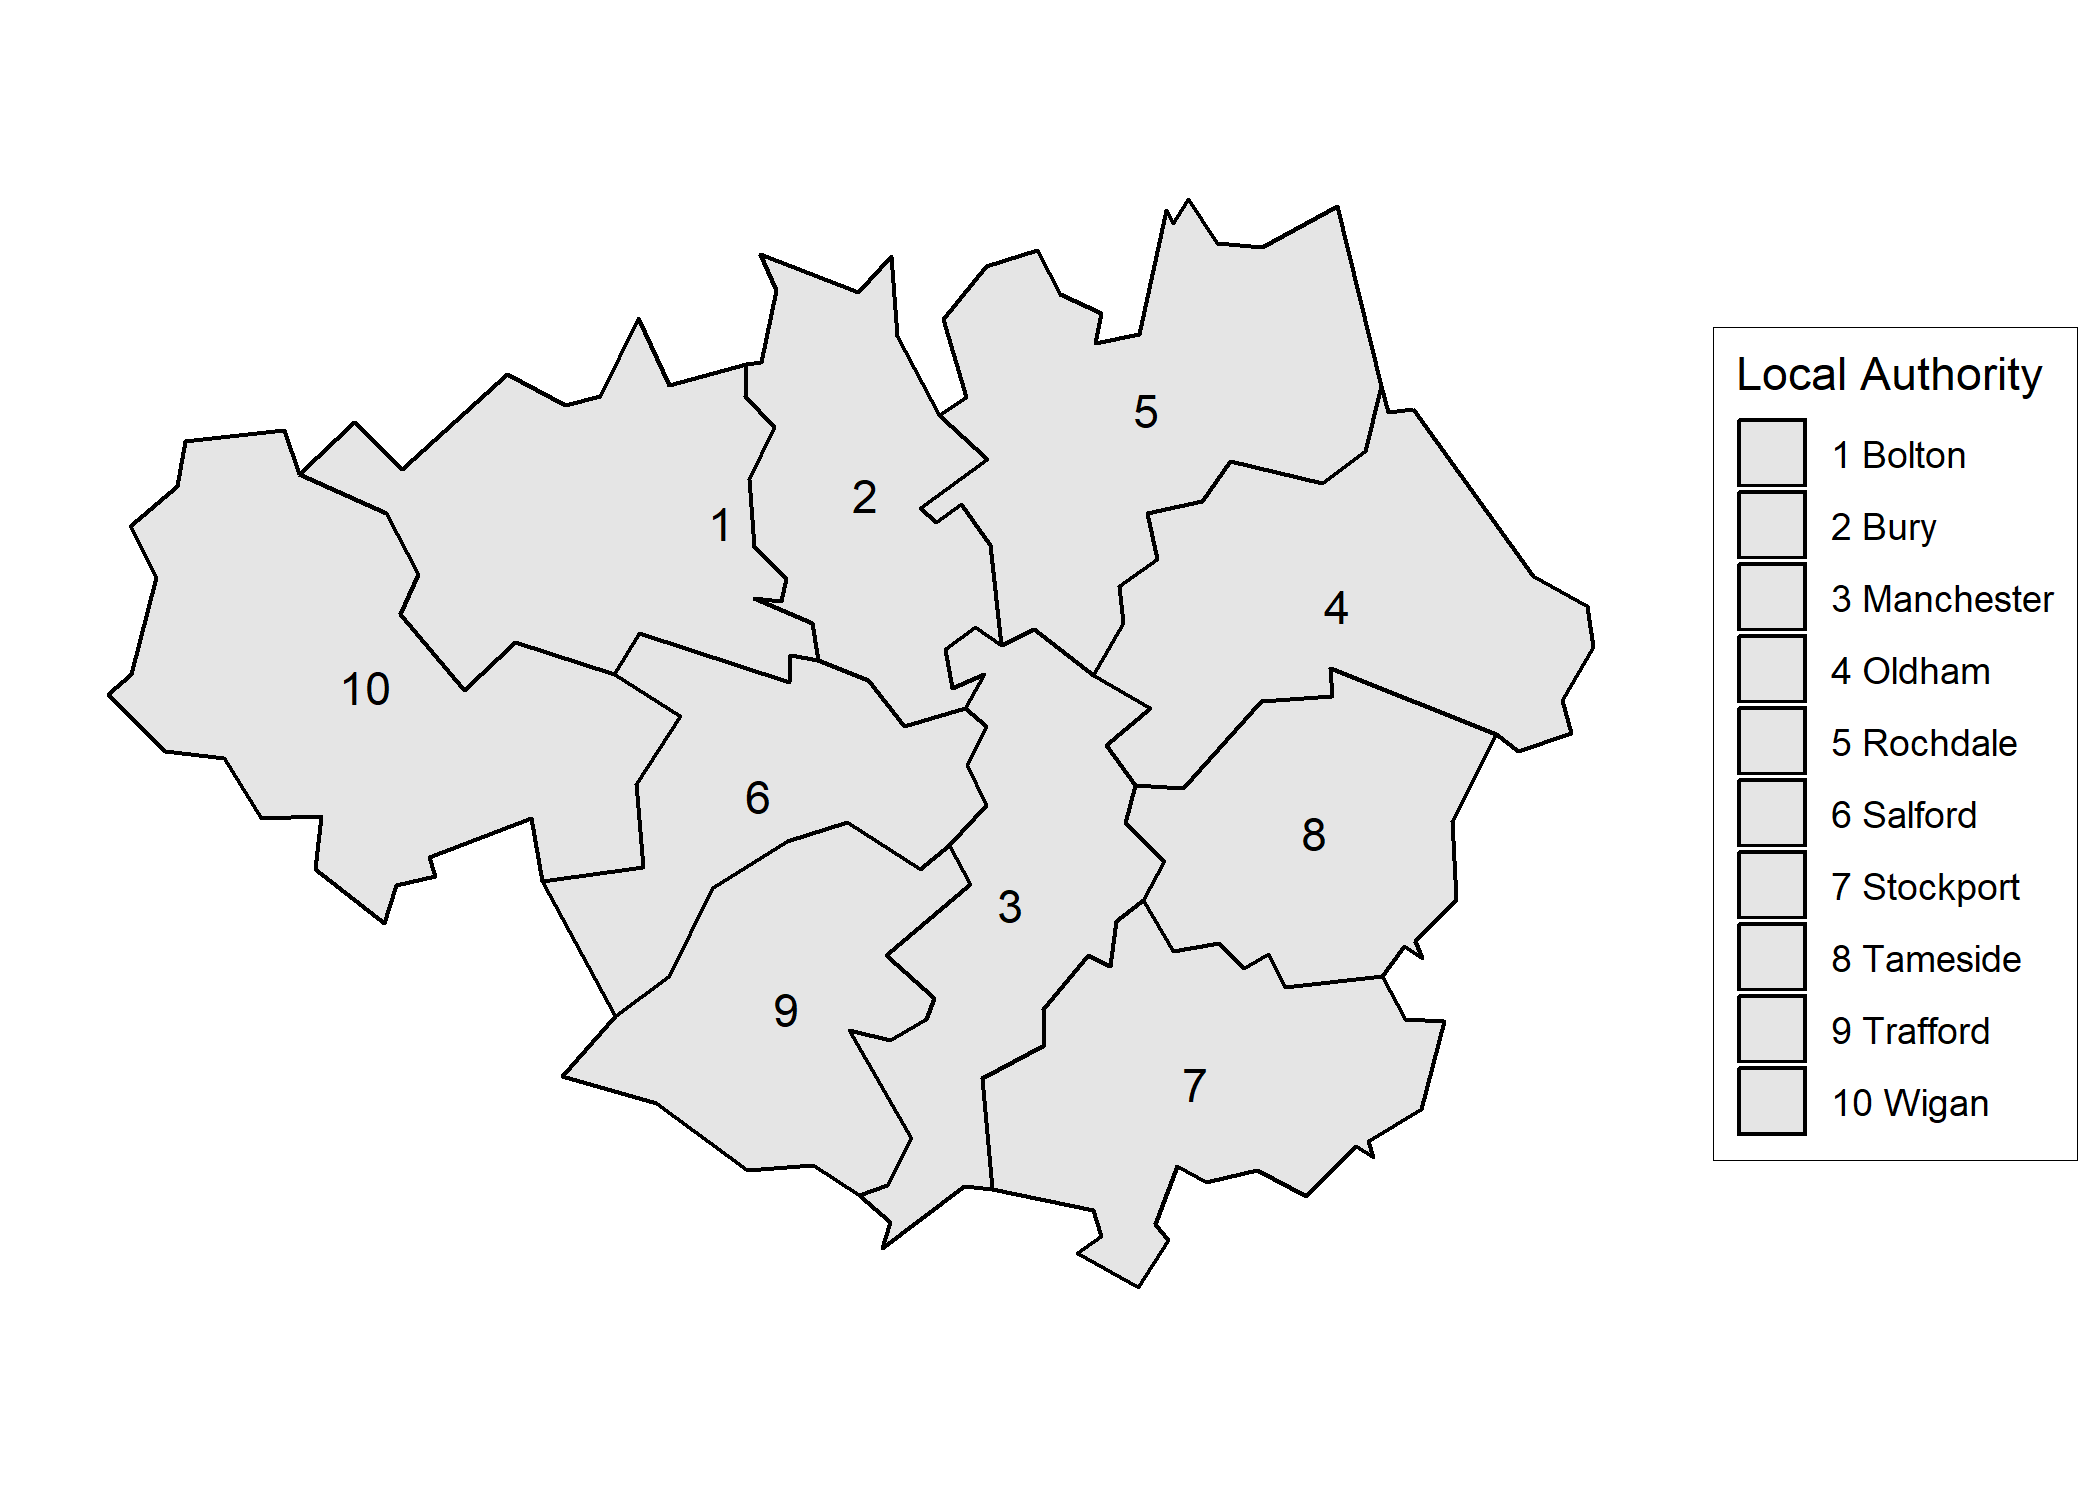 5
2
1
4
10
6
8
3
9
7
Local Authority
1 Bolton
2 Bury
3 Manchester
4 Oldham
5 Rochdale
6 Salford
7 Stockport
8 Tameside
9 Trafford
10 Wigan